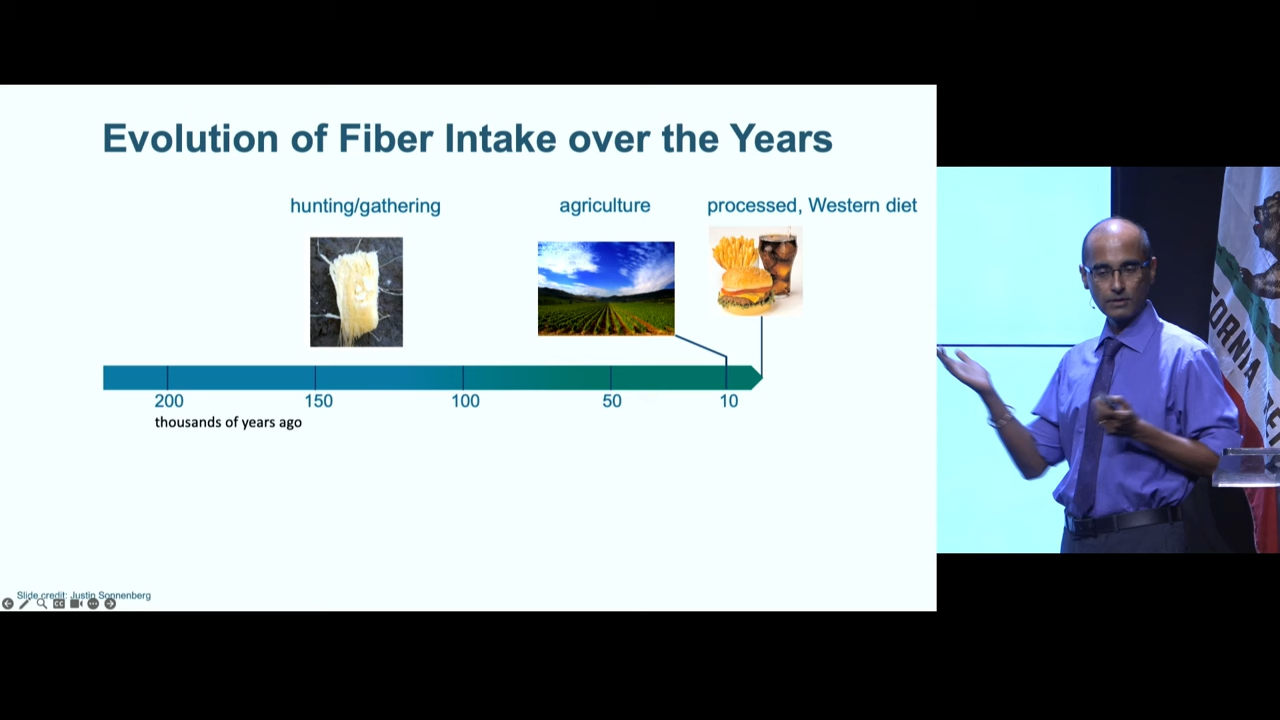 Evolution of Fiber Intake over the Years
hunting/gathering
agriculture
processed, Western diet
200
150
100
50
10
thousands of years ago
Slide credit: Justin Sonnenberg